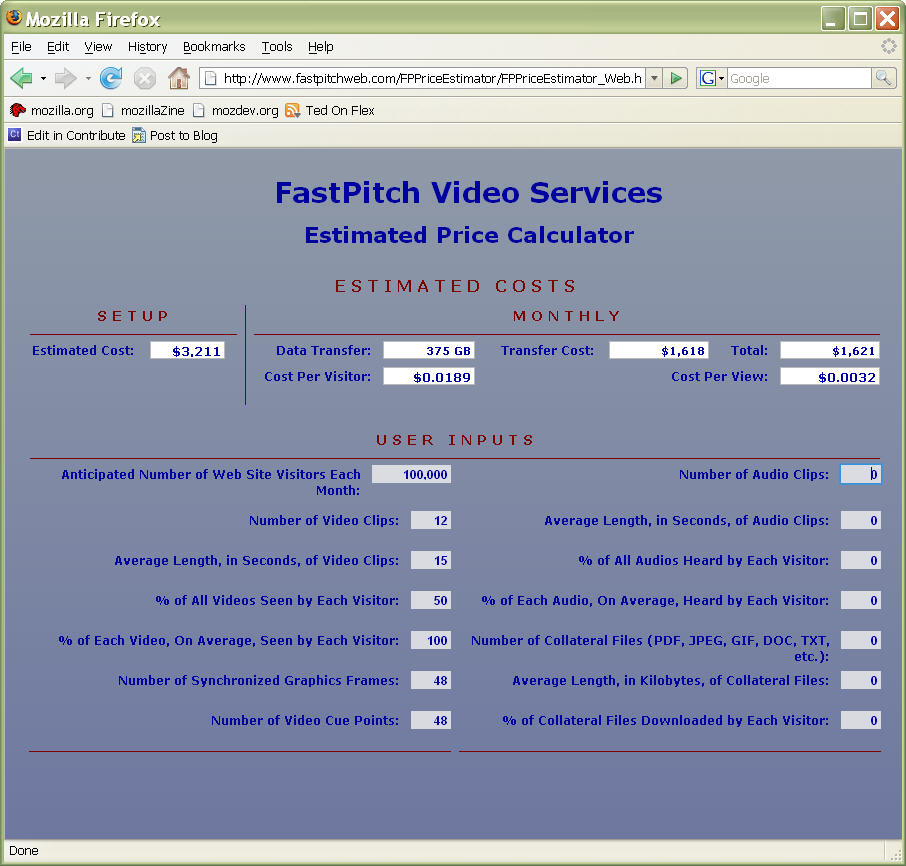 Mozilla Firefox
File Edit View History Bookmarks Tools Help
http://www.fastpitchweb.com/FPPriceEstimator/FPPriceEstimator_Web.h G Google
mozilla.org mozillaZine mozdev.org Ted On Flex
Ct Edit in Contribute Post to Blog
FastPitch Video Services
Estimated Price Calculator
ESTIMATED COSTS
SETUP MONTHLY
Estimated Cost: $3,211 Data Transfer: 375 GB Transfer Cost: $1,618 Total: $1,621
Cost Per Visitor: $0.0189 Cost Per View: $0.0032
USER INPUTS
Anticipated Number of Web Site Visitors Each 100,000 Number of Audio Clips: 0
Month:
Number of Video Clips: 12 Average Length, in Seconds, of Audio Clips: 0
Average Length, in Seconds, of Video Clips: 15 % of All Audios Heard by Each Visitor: 0
% of All Videos Seen by Each Visitor: 50 % of Each Audio, On Average, Heard by Each Visitor: 0
% of Each Video, On Average, Seen by Each Visitor: 100 Number of Collateral Files (PDF, JPEG, GIF, DOC, TXT, 0
etc.):
Number of Synchronized Graphics Frames: 48 Average Length, in Kilobytes, of Collateral Files: 0
Number of Video Cue Points: 48 % of Collateral Files Downloaded by Each Visitor: 0
Done